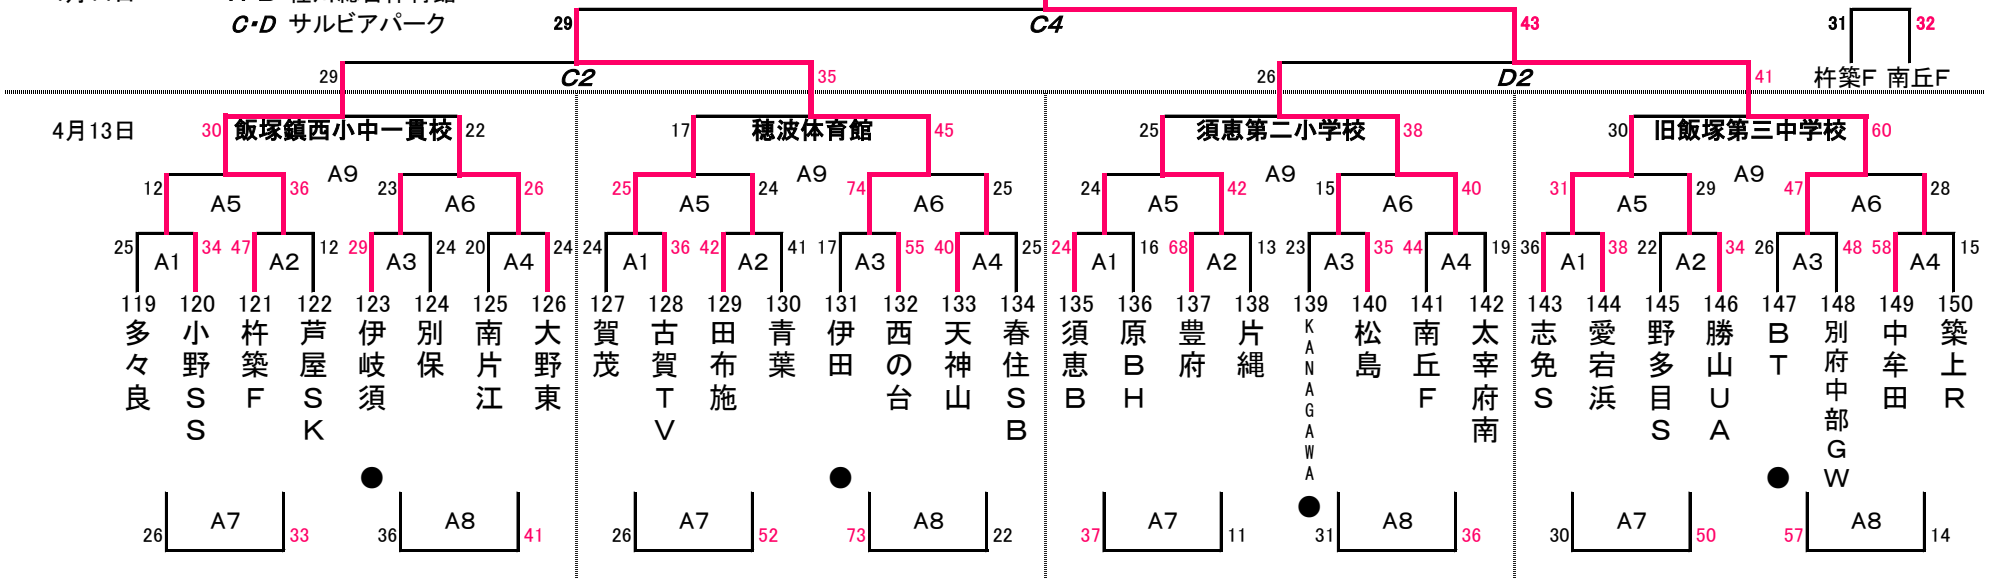 C・D サルビアパーク
29 C4 43
31 32
杵築F 南丘F
29 C2 35
26 D2 41
4月13日
30 飯塚鎮西小中一貫校 22
17 穂波体育館 45
25 須恵第二小学校 38
30 旧飯塚第三中学校 60
A9 A9 A9 A9
12 A5 36 23 A6 26
25 A5 24 74 A6 25
24 A5 42 15 A6 40
31 A5 29 47 A6 28
25 A1 34 47 A2 12 29 A3 24 20 A4 24
24 A1 36 42 A2 41 17 A3 55 40 A4 25
24 A1 16 68 A2 13 23 A3 35 44 A4 19
36 A1 38 22 A2 34 26 A3 48 58 A4 15
119 多々良
120 小野SS
121 杵築F
122 芦屋SK
123 伊岐須
124 別保
125 南片江
126 大野東
127 賀茂
128 古賀TV
129 田布施
130 青葉
131 伊田
132 西の台
133 天神山
134 春住SB
135 須恵B
136 原BH
137 豊府
138 片縄
139 KANAGAWA
140 松島
141 南丘F
142 太宰府南
143 志免S
144 愛宕浜
145 野多目S
146 勝山UA
147 BT
148 別府中部GW
149 中牟田
150 築上R
26 A7 33 36 A8 41
26 A7 52 73 A8 22
37 A7 11 31 A8 36
30 A7 50 57 A8 14